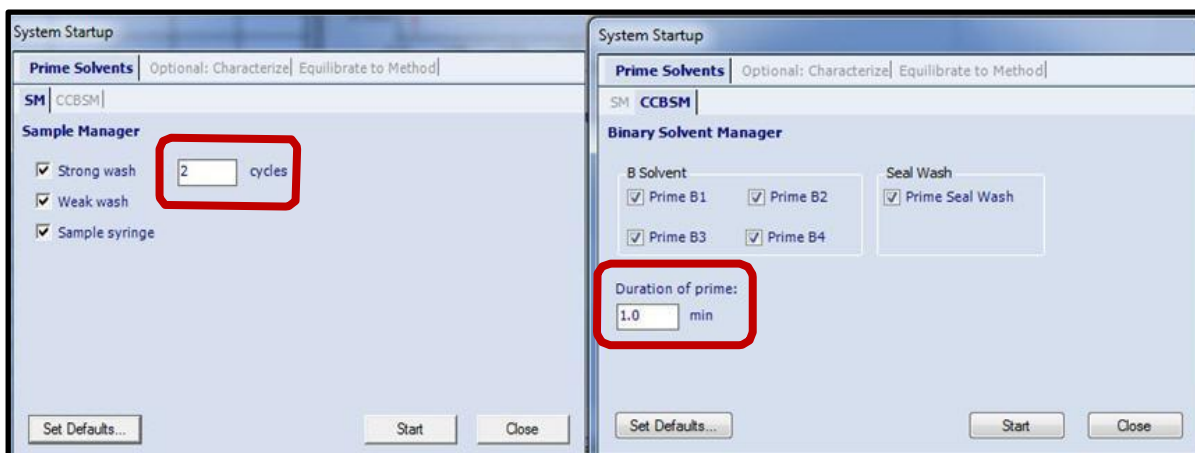 System Startup
Prime Solvents Optional: Characterize Equilibrate to Method
SM CCBSM
Sample Manager
Strong wash 2 cycles
Weak wash
Sample syringe
Set Defaults... Start Close
System Startup
Prime Solvents Optional: Characterize Equilibrate to Method
SM CCBSM
Binary Solvent Manager
B Solvent Seal Wash
Prime B1 Prime B2 Prime Seal Wash
Prime B3 Prime B4
Duration of prime:
1.0 min
Set Defaults... Start Close